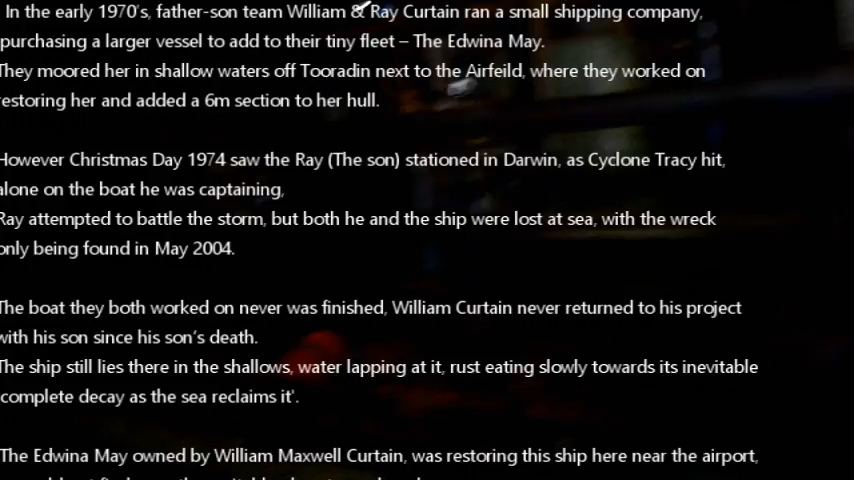 In the early 1970's, father-son team William & Ray Curtain ran a small shipping company,
purchasing a larger vessel to add to their tiny fleet – The Edwina May.
They moored her in shallow waters off Tooradin next to the Airfeild, where they worked on
restoring her and added a 6m section to her hull.
However Christmas Day 1974 saw the Ray (The son) stationed in Darwin, as Cyclone Tracy hit,
alone on the boat he was captaining,
Ray attempted to battle the storm, but both he and the ship were lost at sea, with the wreck
only being found in May 2004.
The boat they both worked on never was finished, William Curtain never returned to his project
with his son since his son's death.
The ship still lies there in the shallows, water lapping at it, rust eating slowly towards its inevitable
complete decay as the sea reclaims it'.
The Edwina May owned by William Maxwell Curtain, was restoring this ship here near the airport,